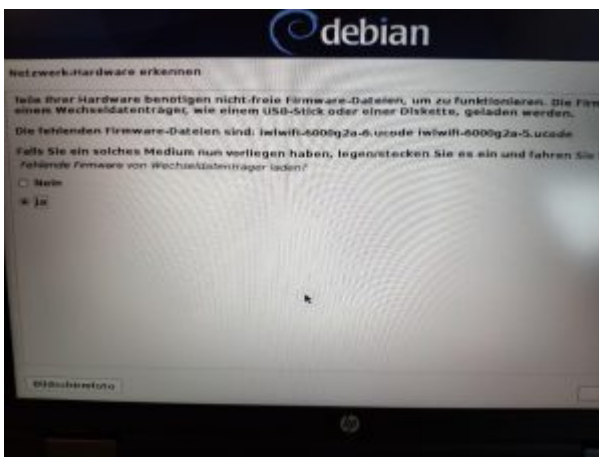 debian
Netzwerk-Hardware erkennen
Teile Ihrer Hardware benötigen nicht-freie Firmware-Dateien, um zu funktionieren. Die
einem Wechseldatenträger, wie einem USB-Stick oder einer Diskette, geladen werden.
Die fehlenden Firmware-Dateien sind: iwlwifi-6000g2a-6.ucode iwlwifi-6000g2a-5.ucode
Falls Sie ein solches Medium nun vorliegen haben, legen/stecken Sie es ein und fahren Sie
Fehlende Firmware von Wechseldatenträger laden?
Nein
Ja
Bildschirmfoto
hp